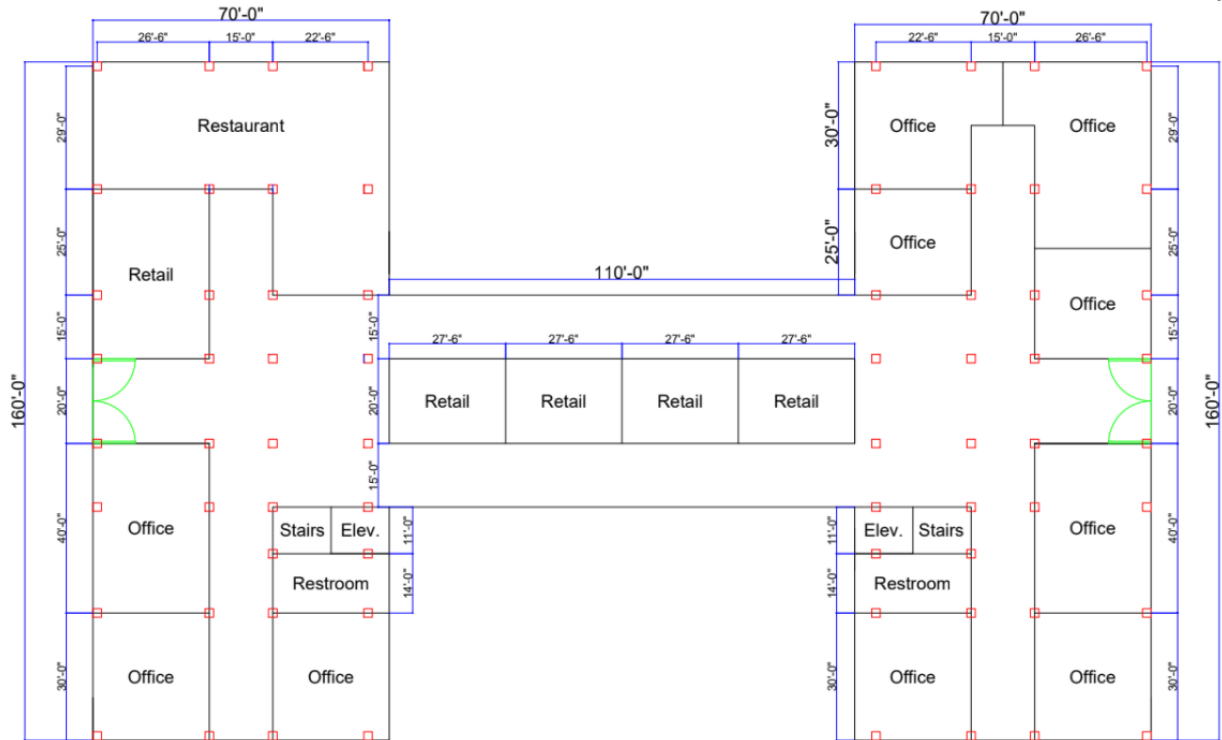 70'-0"
70'-0"
26'-6"
15'-0"
22'-6"
22'-6"
15'-0"
26'-6"
29'-0"
Restaurant
30'-0"
Office
Office
29'-0"
25'-0"
Retail
25'-0"
Office
25'-0"
110'-0"
Office
15'-0"
15'-0"
27'-6"
27'-6"
27'-6"
27'-6"
15'-0"
160'-0"
20'-0"
20'-0"
Retail
Retail
Retail
Retail
20'-0"
160'-0"
15'-0"
40'-0"
Office
Stairs
Elev.
11'-0"
11'-0"
Elev.
Stairs
Office
40'-0"
Restroom
14'-0"
14'-0"
Restroom
30'-0"
Office
Office
30'-0"
Office
Office
30'-0"